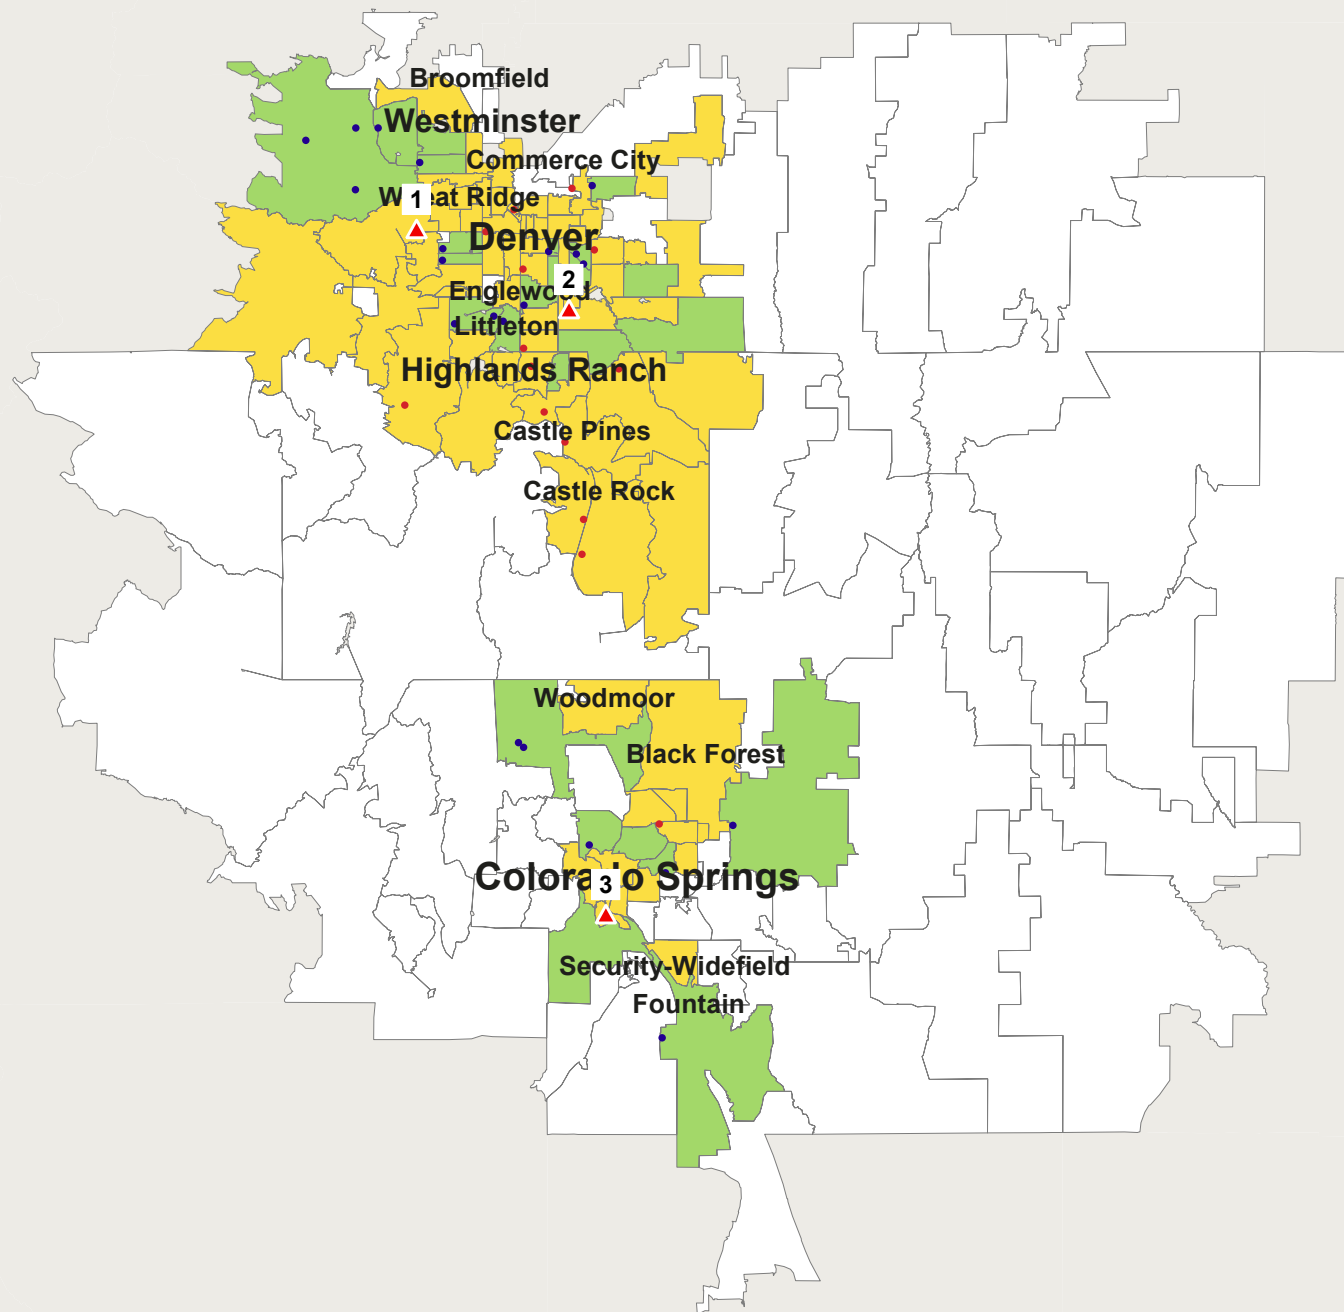 Broomfield
Westminster
Commerce City
Wheat Ridge
1
Denver
2
Englewood
Littleton
Highlands Ranch
Castle Pines
Castle Rock
Woodmoor
Black Forest
Colorado Springs
3
Security-Widefield
Fountain